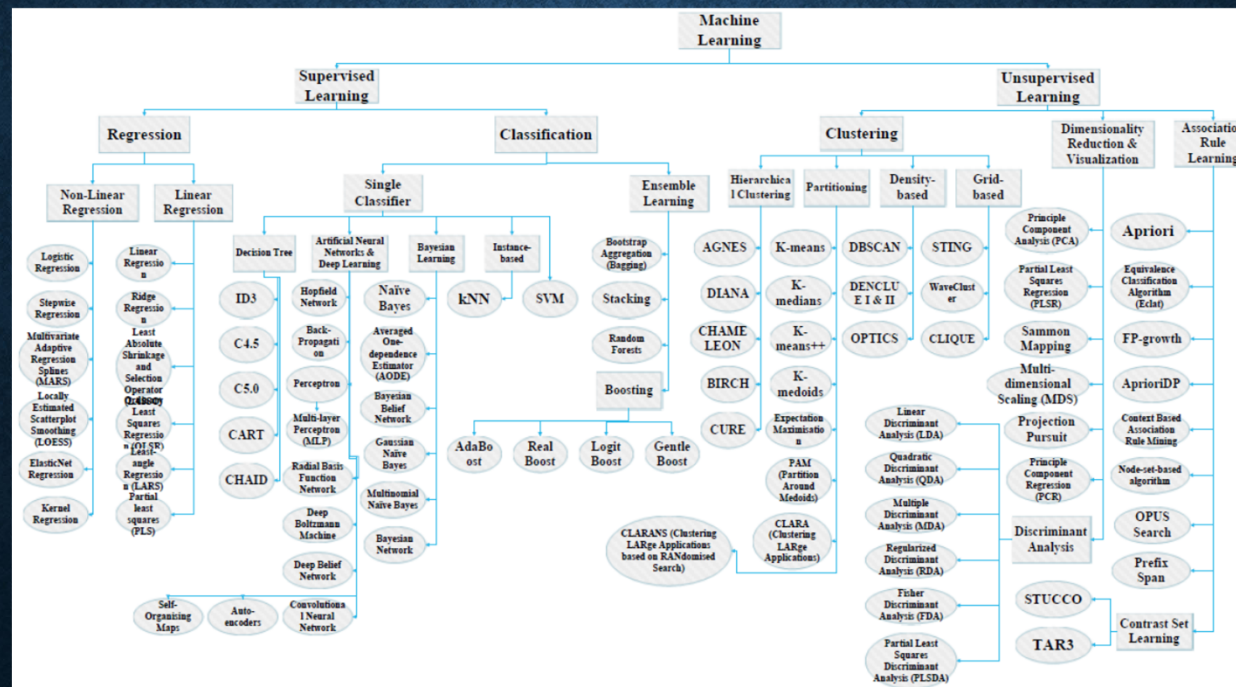 Machine
Learning
Supervised
Learning
Unsupervised
Learning
Regression
Classification
Clustering
Dimensionality
Reduction &
Visualization
Association
Rule
Learning
Non-Linear
Regression
Linear
Regression
Single
Classifier
Ensemble
Learning
Hierarchica
l Clustering
Partitioning
Density-
based
Grid-
based
Decision Tree
Artificial Neural
Networks &
Deep Learning
Bayesian
Learning
Instance-
based
Logistic
Regression
Stepwise
Regression
Multivariate
Adaptive
Regression
Splines (MARS)
Locally
Estimated
Scatterplot
Smoothing
(LOESS)
ElasticNet
Regression
Kernel
Regression
Linear
Regressio
n
Ridge
Regressio
n
Least
Absolute
Shrinkage
and
Selection
Operator
Least
Squares
Regressio
n (OLSR)
Least-
angle
Regressio
n (LARS)
Partial
least
squares
(PLS)
ID3
C4.5
C5.0
CART
CHAID
Hopfield
Network
Back-
Propagati
on
Perceptron
Multi-layer
Perceptron
(MLP)
Radial Basis
Function
Network
Deep
Boltzmann
Machine
Deep Belief
Network
Self-
Organising
Maps
Auto-
encoders
Convolutiona
l Neural
Network
Naïve
Bayes
Averaged
One-
dependence
Estimator
(AODE)
Bayesian
Belief
Network
Gaussian
Naïve
Bayes
Multinomial
Naïve Bayes
Bayesian
Network
kNN
SVM
Bootstrap
Aggregation
(Bagging)
Stacking
Random
Forests
Boosting
AdaBo
ost
Real
Boost
Logit
Boost
Gentle
Boost
AGNES
DIANA
CHAME
LEON
BIRCH
CURE
K-means
K-
medians
K-
means++
K-
medoids
Expectation
Maximisatio
n
PAM
(Partition
Around
Medoids)
CLARA
(Clustering
LARge
Applications)
CLARANS (Clustering
LARge Applications
based on RANdomised
Search)
DBSCAN
DENCLU
E I & II
OPTICS
STING
WaveClust
er
CLIQUE
Principle
Component
Analysis (PCA)
Partial Least
Squares
Regression
(PLSR)
Sammon
Mapping
Multi-
dimensional
Scaling (MDS)
Projection
Pursuit
Principle
Component
Regression
(PCR)
Discriminant
Analysis
Linear
Discriminant
Analysis (LDA)
Quadratic
Discriminant
Analysis
(QDA)
Multiple
Discriminant
Analysis (MDA)
Regularized
Discriminant
Analysis (RDA)
Fisher
Discriminant
Analysis (FDA)
Partial Least
Squares
Discriminant
Analysis (PLSDA)
Apriori
Equivalence
Classification
Algorithm
(Eclat)
FP-growth
AprioriDP
Context Based
Association
Rule Mining
Node-set-based
algorithm
OPUS
Search
Prefix
Span
Contrast Set
Learning
STUCCO
TAR3